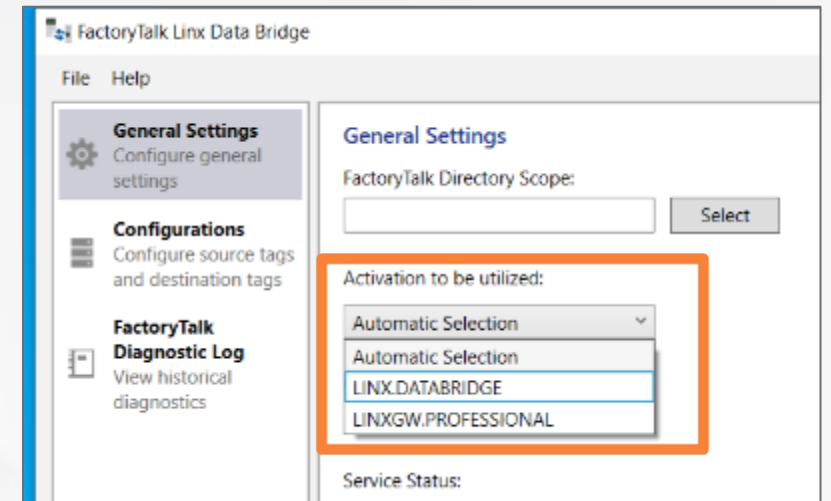 FactoryTalk Linx Data Bridge
File Help
General Settings
Configure general
settings
Configurations
Configure source tags
and destination tags
FactoryTalk
Diagnostic Log
View historical
diagnostics
General Settings
FactoryTalk Directory Scope:
Select
Activation to be utilized:
Automatic Selection
Automatic Selection
LINX.DATABRIDGE
LINXGW.PROFESSIONAL
Service Status: